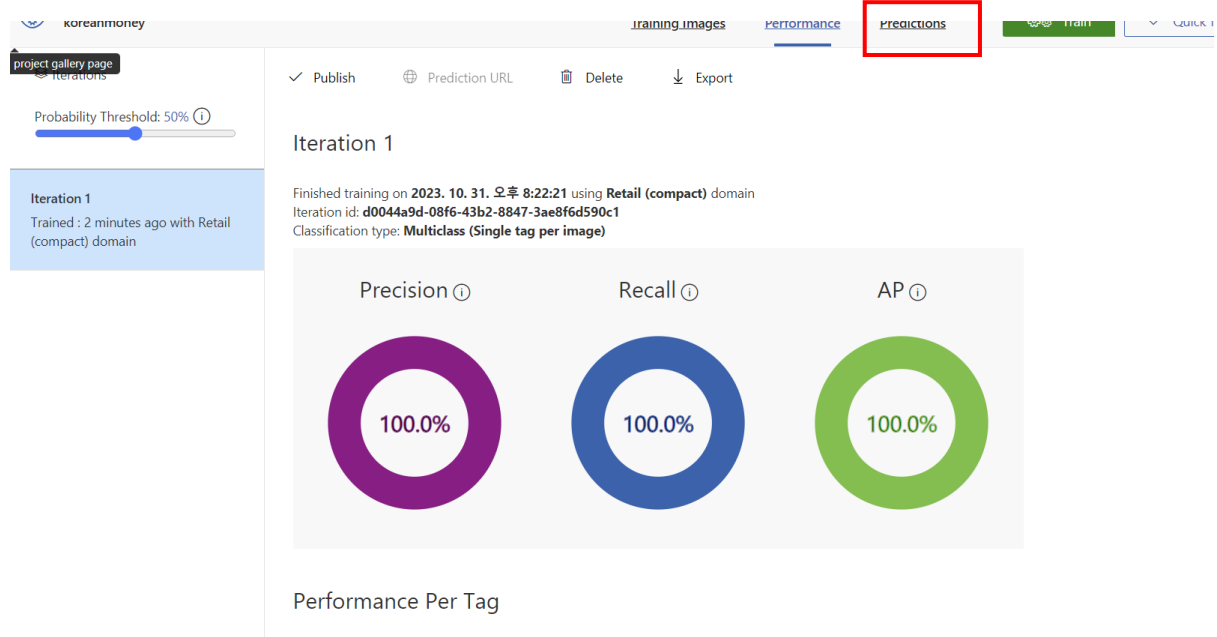 koreanmoney
Training Images
Performance
Predictions
Train
Quick
project gallery page
Iterations
Publish
Prediction URL
Delete
Export
Probability Threshold: 50%
Iteration 1
Iteration 1
Trained : 2 minutes ago with Retail
(compact) domain
Finished training on 2023. 10. 31. 오후 8:22:21 using Retail (compact) domain
Iteration id: d0044a9d-08f6-43b2-8847-3ae8f6d590c1
Classification type: Multiclass (Single tag per image)
Precision
Recall
AP
100.0%
100.0%
100.0%
Performance Per Tag